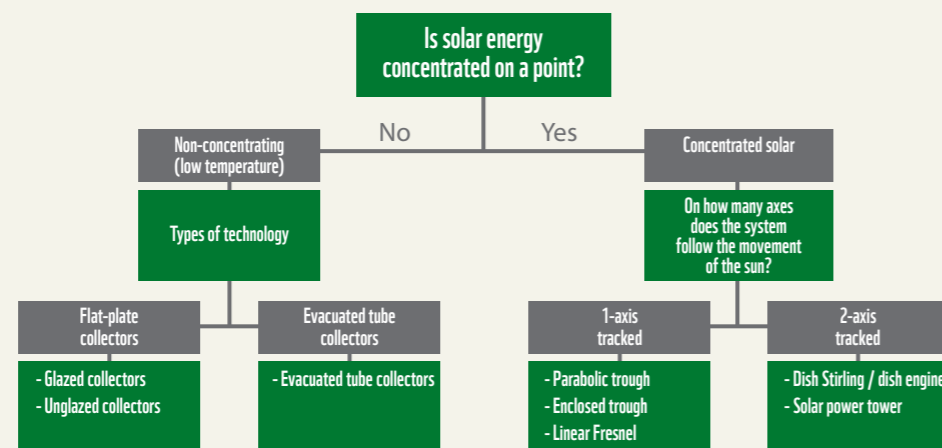 Is solar energy
concentrated on a point?
No
Yes
Non-concentrating
(low temperature)
Concentrated solar
Types of technology
On how many axes
does the system
follow the movement
of the sun?
Flat-plate
collectors
Evacuated tube
collectors
1-axis
tracked
2-axis
tracked
- Glazed collectors
- Unglazed collectors
- Evacuated tube collectors
- Parabolic trough
- Enclosed trough
- Linear Fresnel
- Dish Stirling / dish engine
- Solar power tower